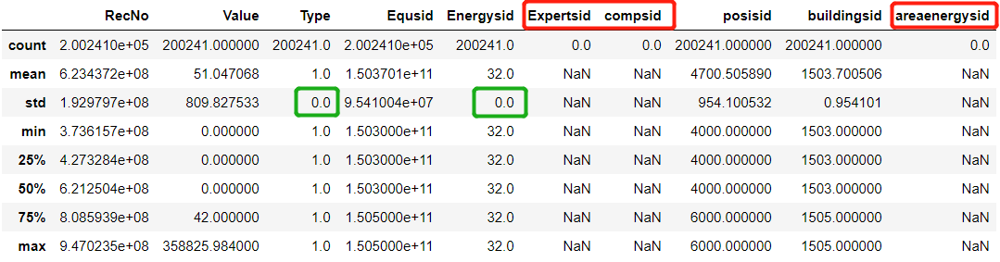 RecNo Value Type Equsid Energysid Expertsid compsid posisid buildingsid areaenergysid
count 2.002410e+05 200241.000000 200241.0 2.002410e+05 200241.0 0.0 0.0 200241.000000 200241.000000 0.0
mean 6.234372e+08 51.047068 1.0 1.503701e+11 32.0 NaN NaN 4700.505890 1503.700506 NaN
std 1.929797e+08 809.827533 0.0 9.541004e+07 0.0 NaN NaN 954.100532 0.954101 NaN
min 3.736157e+08 0.000000 1.0 1.503000e+11 32.0 NaN NaN 4000.000000 1503.000000 NaN
25% 4.273284e+08 0.000000 1.0 1.503000e+11 32.0 NaN NaN 4000.000000 1503.000000 NaN
50% 6.212504e+08 0.000000 1.0 1.503000e+11 32.0 NaN NaN 4000.000000 1503.000000 NaN
75% 8.085939e+08 42.000000 1.0 1.505000e+11 32.0 NaN NaN 6000.000000 1505.000000 NaN
max 9.470235e+08 358825.984000 1.0 1.505000e+11 32.0 NaN NaN 6000.000000 1505.000000 NaN